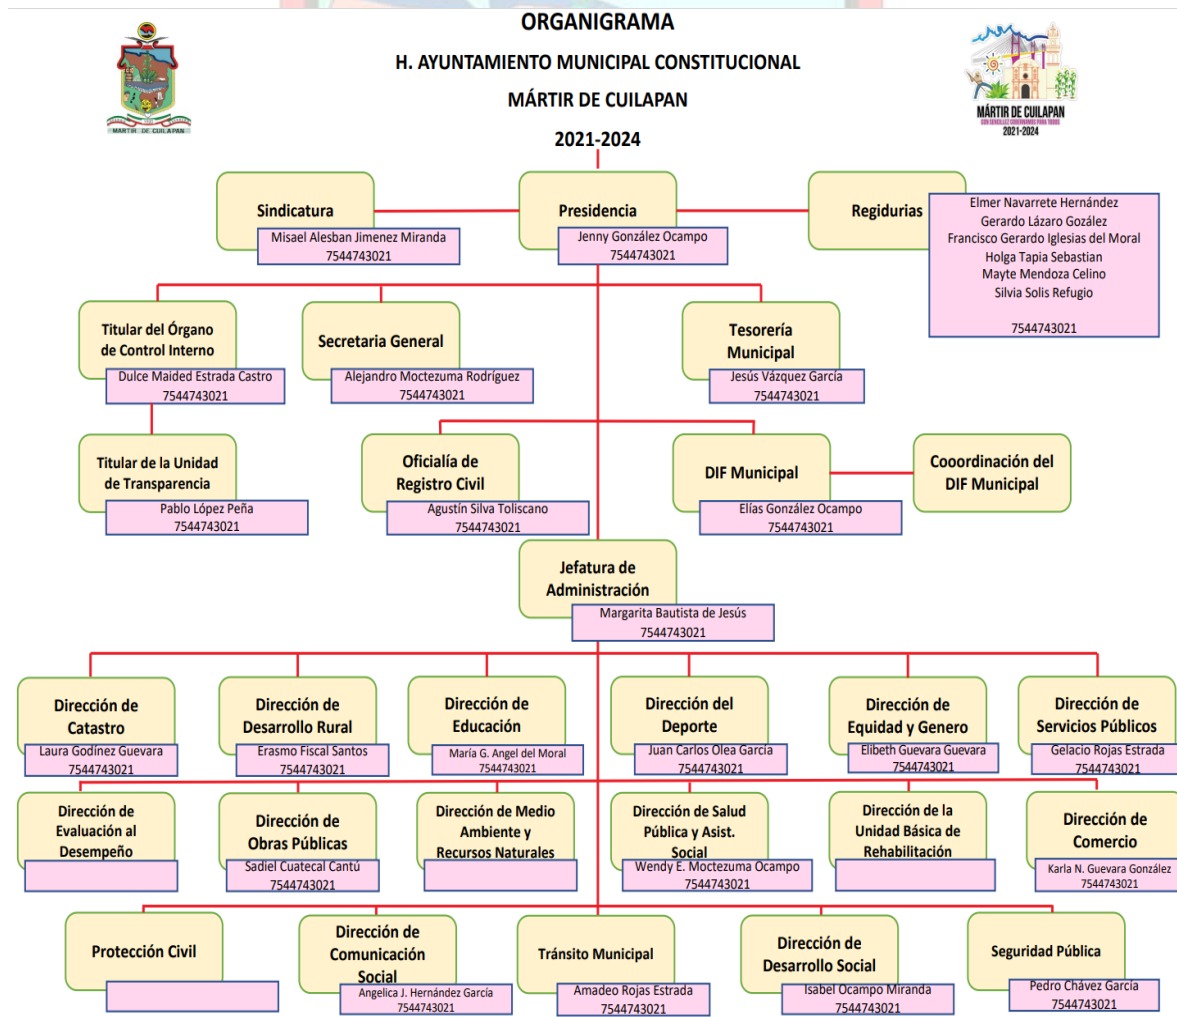 ORGANIGRAMA
H. AYUNTAMIENTO MUNICIPAL CONSTITUCIONAL
MÁRTIR DE CUILAPAN
2021-2024
MÁRTIR DE CUILAPAN
MÁRTIR DE CUILAPAN
CON SENCILLEZ GOBERNAMOS PARA TODOS
2021-2024
Sindicatura
Misael Alesban Jimenez Miranda
7544743021
Presidencia
Jenny González Ocampo
7544743021
Regidurias
Elmer Navarrete Hernández
Gerardo Lázaro Gozález
Francisco Gerardo Iglesias del Moral
Holga Tapia Sebastian
Mayte Mendoza Celino
Silvia Solis Refugio
7544743021
Titular del Órgano
de Control Interno
Dulce Maided Estrada Castro
7544743021
Secretaria General
Alejandro Moctezuma Rodríguez
7544743021
Tesorería
Municipal
Jesús Vázquez García
7544743021
Titular de la Unidad
de Transparencia
Pablo López Peña
7544743021
Oficialía de
Registro Civil
Agustín Silva Toliscano
7544743021
DIF Municipal
Elías González Ocampo
7544743021
Cooordinación del
DIF Municipal
Jefatura de
Administración
Margarita Bautista de Jesús
7544743021
Dirección de
Catastro
Laura Godínez Guevara
7544743021
Dirección de
Desarrollo Rural
Erasmo Fiscal Santos
7544743021
Dirección de
Educación
María G. Angel del Moral
7544743021
Dirección del
Deporte
Juan Carlos Olea García
7544743021
Dirección de
Equidad y Genero
Elibeth Guevara Guevara
7544743021
Dirección de
Servicios Públicos
Gelacio Rojas Estrada
7544743021
Dirección de
Evaluación al
Desempeño
Dirección de
Obras Públicas
Sadiel Cuatecal Cantú
7544743021
Dirección de Medio
Ambiente y
Recursos Naturales
Dirección de Salud
Pública y Asist.
Social
Wendy E. Moctezuma Ocampo
7544743021
Dirección de la
Unidad Básica de
Rehabilitación
Dirección de
Comercio
Karla N. Guevara González
7544743021
Protección Civil
Dirección de
Comunicación
Social
Angelica J. Hernández García
7544743021
Tránsito Municipal
Amadeo Rojas Estrada
7544743021
Dirección de
Desarrollo Social
Isabel Ocampo Miranda
7544743021
Seguridad Pública
Pedro Chávez García
7544743021